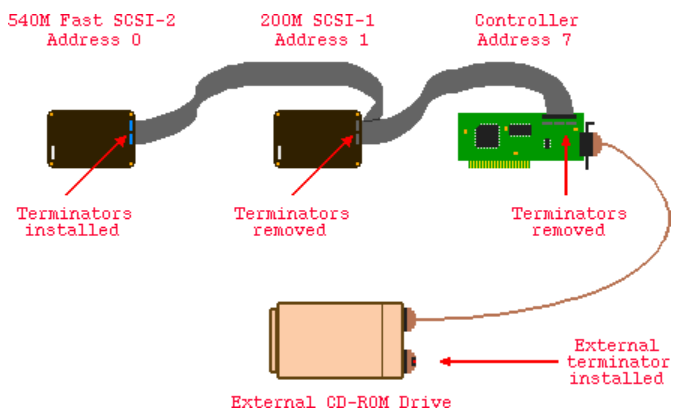 540M Fast SCSI-2
Address 0
200M SCSI-1
Address 1
Controller
Address 7
Terminators
installed
Terminators
removed
Terminators
removed
External
terminator
installed
External CD-ROM Drive